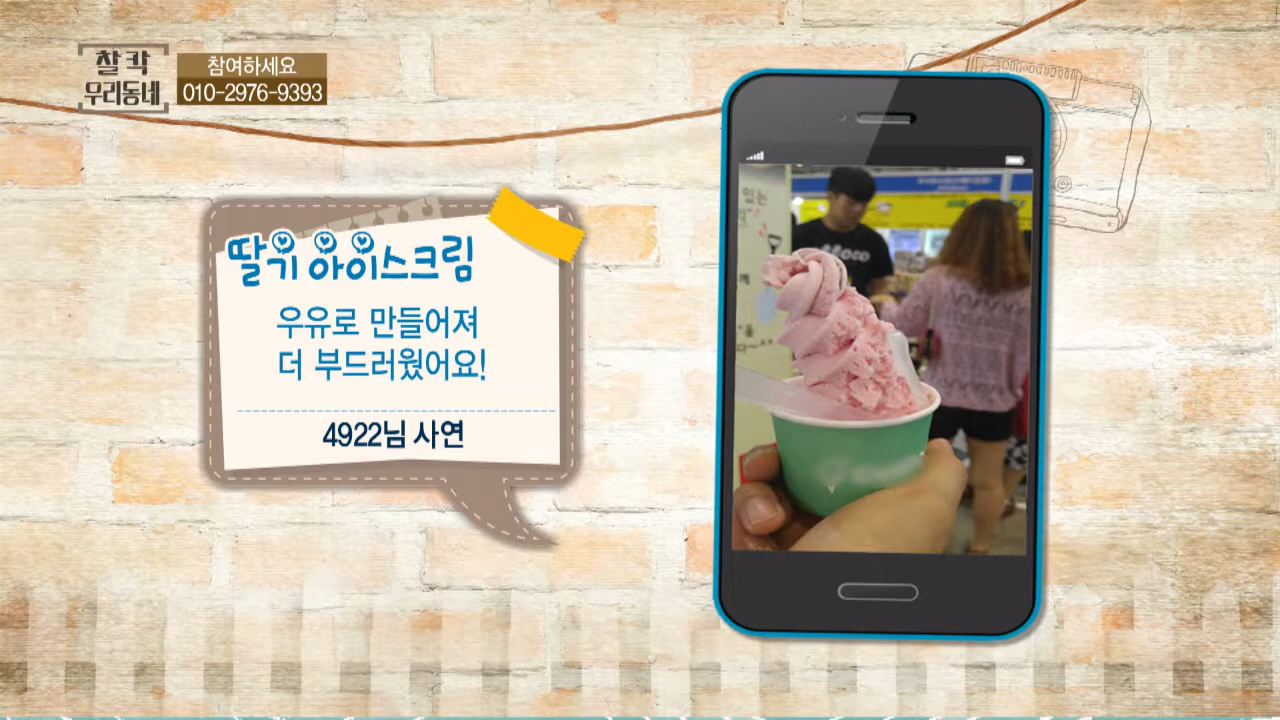 찰칵
우리동네
참여하세요
010-2976-9393
딸기 아이스크림
우유로 만들어져
더 부드러웠어요!
4922님 사연
있는